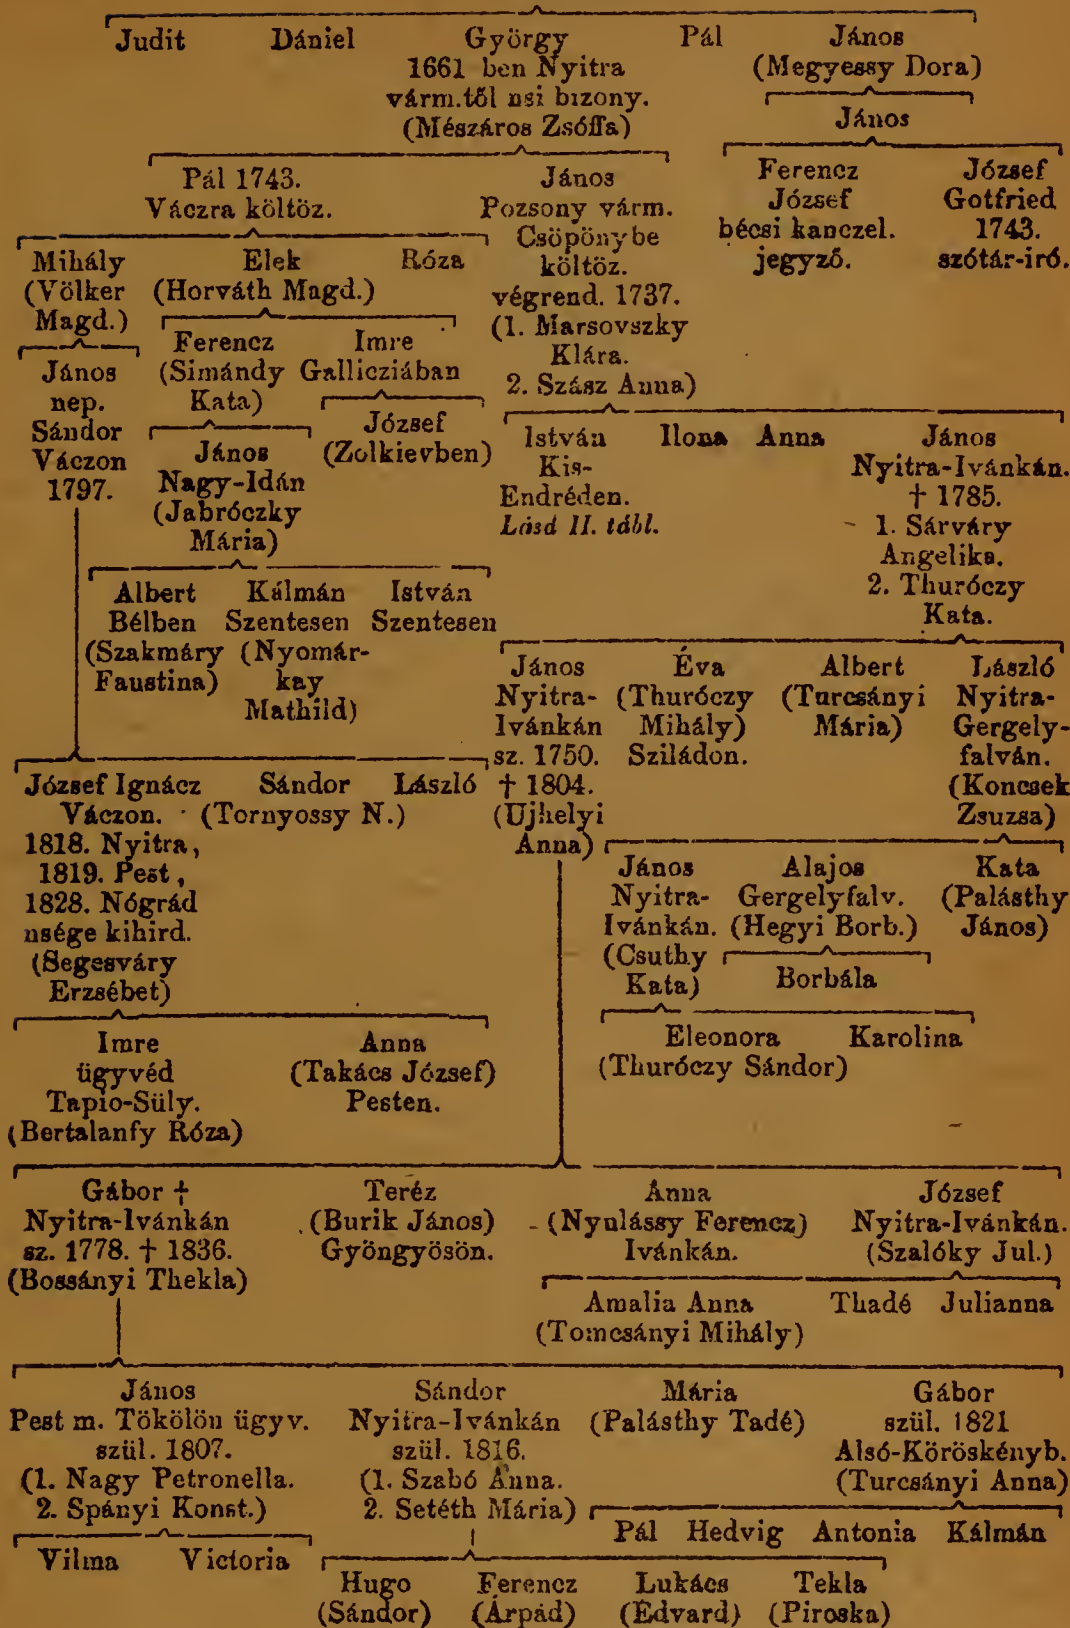 Judit Dániel György Pál János
1661 ben Nyitra (Megyessy Dora)
várm.től nsi bizony.
(Mészáros Zsóffa) János
Pál 1743. János Ferencz József
Váczra költöz. Pozsony várm. József Gotfried
Csöpönybe bécsi kanczel. 1743.
Mihály Elek Róza költöz. jegyző. szótár-iró.
(Völker (Horváth Magd.) végrend. 1737.
Magd.) (1. Marsovszky
Ferencz Imre Klára.
János (Simándy Gallicziában 2. Szász Anna)
nep. Kata)
Sándor József István Ilona Anna János
Váczon János (Zolkievben) Kis- Nyitra-Ivánkán.
1797. Nagy-Idán Endréden. † 1785.
(Jabróczky Lásd II. tábl. 1. Sárváry
Mária) Angelika.
2. Thuróczy
Albert Kálmán István Kata.
Bélben Szentesen Szentesen
(Szakmáry (Nyomár- János Éva Albert László
Faustina) kay Nyitra- (Thuróczy (Turcsányi Nyitra-
Mathild) Ivánkán Mihály) Mária) Gergely-
sz. 1750. Sziládon. falván.
József Ignácz Sándor László † 1804. (Koncsek
Váczon. (Tornyossy N.) (Ujhelyi Zsuzsa)
1818. Nyitra, Anna)
1819. Pest, János Alajos Kata
1828. Nógrád Nyitra- Gergelyfalv. (Palásthy
nsége kihird. Ivánkán. (Hegyi Borb.) János)
(Segesváry (Csuthy
Erzsébet) Kata) Borbála
Imre Anna Eleonora Karolina
ügyvéd (Takács József) (Thuróczy Sándor)
Tapio-Süly. Pesten.
(Bertalanfy Róza)
Gábor † Teréz Anna József
Nyitra-Ivánkán (Burik János) (Nyulássy Ferencz) Nyitra-Ivánkán.
sz. 1778. † 1836. Gyöngyösön. Ivánkán. (Szalóky Jul.)
(Bossányi Thekla)
Amalia Anna Thadé Julianna
(Tomcsányi Mihály)
János Sándor Mária Gábor
Pest m. Tökölön ügyv. Nyitra-Ivánkán (Palásthy Tadé) szül. 1821
szül. 1807. szül. 1816. Alsó-Köröskényb.
(1. Nagy Petronella. (1. Szabó Anna. (Turcsányi Anna)
2. Spányi Konst.) 2. Setéth Mária)
Pál Hedvig Antonia Kálmán
Vilma Victoria
Hugo Ferencz Lukács Tekla
(Sándor) (Árpád) (Edvard) (Piroska)